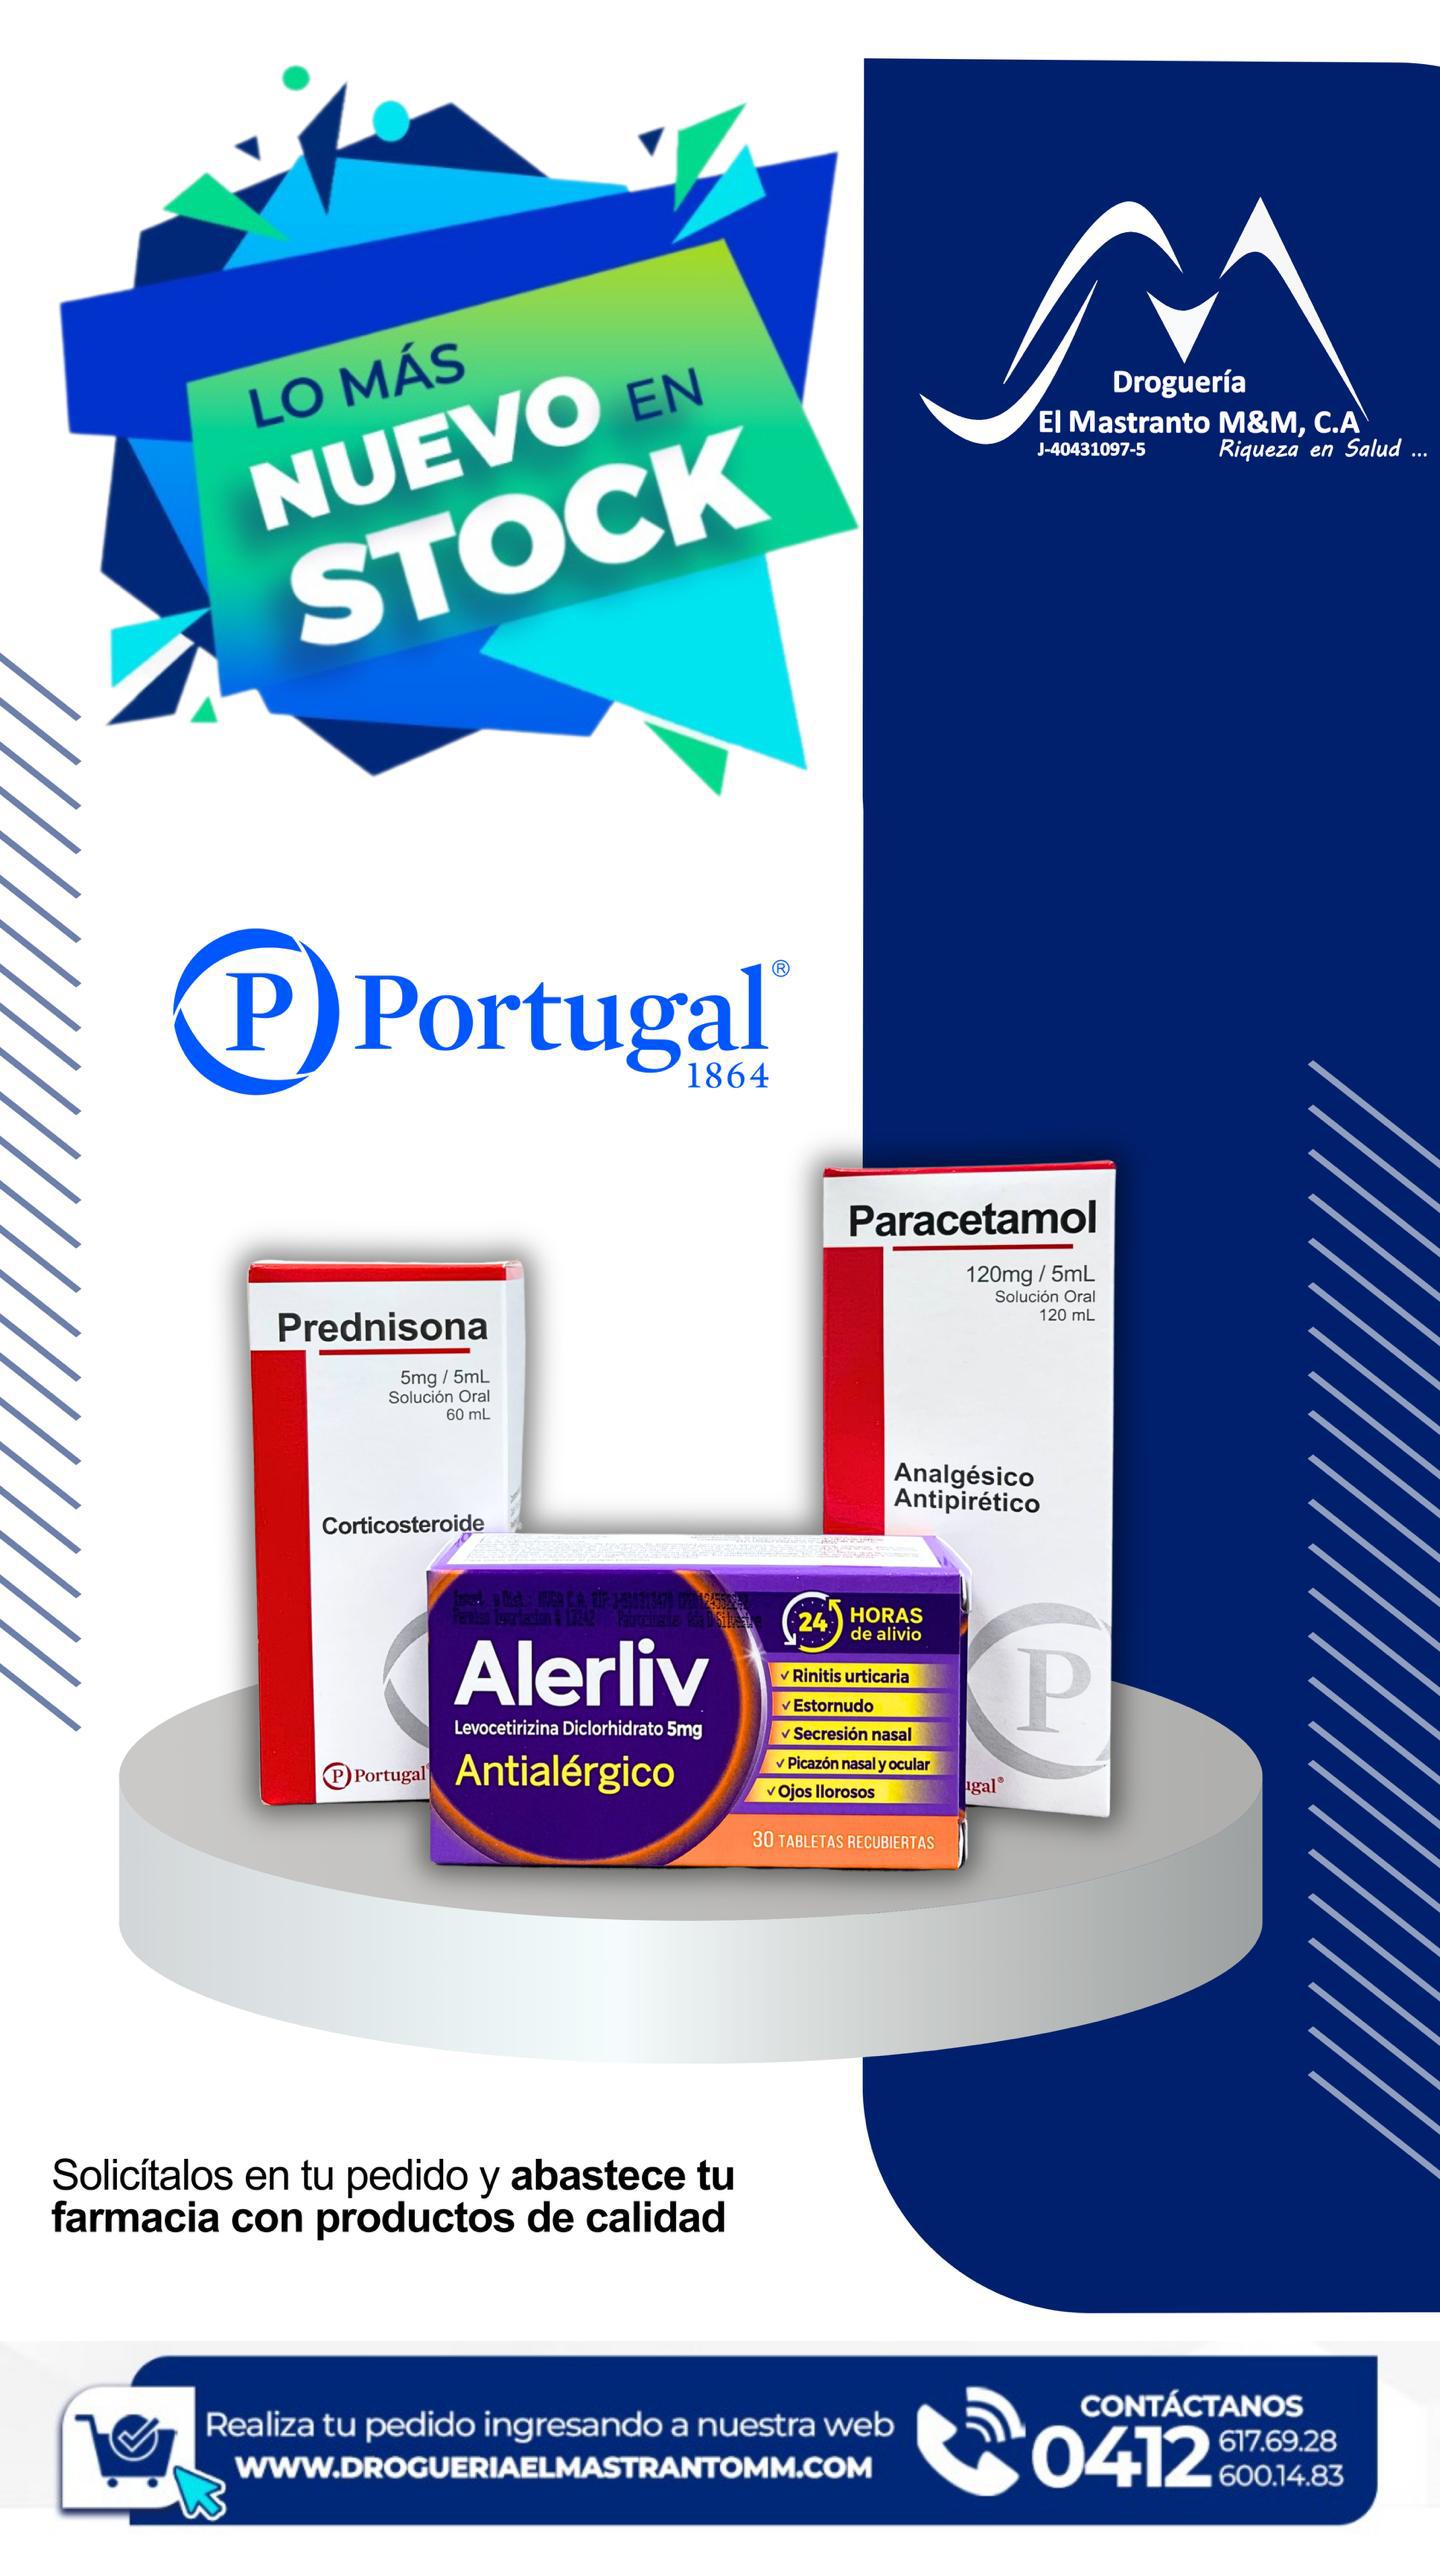 LO MÁS
NUEVO EN
STOCK
Droguería
El Mastranto M&M, C.A
J-40431097-5
Riqueza en Salud ...
P Portugal®
1864
Paracetamol
120mg / 5mL
Solución Oral
120 mL
Analgésico
Antipirético
P
ugal®
Prednisona
5mg / 5mL
Solución Oral
60 mL
Corticosteroide
P Portugal®
Alerliv
Levocetirizina Diclorhidrato 5mg
Antialérgico
24 HORAS
de alivio
✓ Rinitis urticaria
✓ Estornudo
✓ Secresión nasal
✓ Picazón nasal y ocular
✓ Ojos llorosos
30 TABLETAS RECUBIERTAS
Solicítalos en tu pedido y abastece tu
farmacia con productos de calidad
Realiza tu pedido ingresando a nuestra web
WWW.DROGUERIAELMASTRANTOMM.COM
CONTÁCTANOS
0412 617.69.28
600.14.83